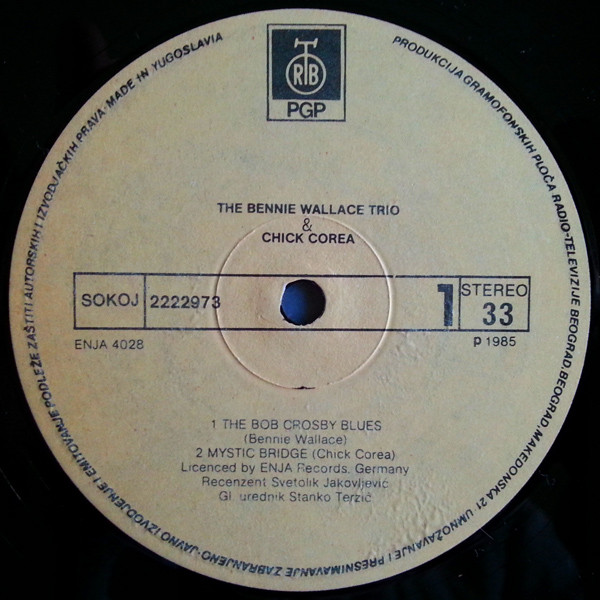 RTB
PGP
THE BENNIE WALLACE TRIO
&
CHICK COREA
SOKOJ 2222973 1 STEREO 33
ENJA 4028 P 1985
1 THE BOB CROSBY BLUES
(Bennie Wallace)
2 MYSTIC BRIDGE (Chick Corea)
Licenced by ENJA Records, Germany
Recenzent Svetolik Jakovljević
Gl. urednik Stanko Terzić
PRODUKCIJA GRAMOFONSKIH PLOČA RADIO-TELEVIZIJE BEOGRAD, BEOGRAD, MAKEDONSKA 21 UMNOŽAVANJE I PRESNIMAVANJE ZABRANJENO · JAVNO IZVODJENJE I EMITOVANJE PODLEŽE ZAŠTITI AUTORSKIH I IZVODJAČKIH PRAVA · MADE IN YUGOSLAVIA